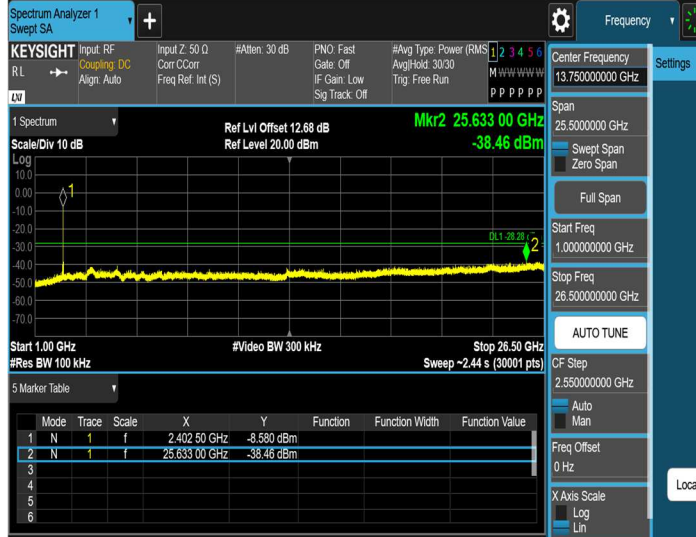 Spectrum Analyzer 1
Swept SA
+
Frequency
KEYSIGHT
RL
LXI
Input: RF
Coupling: DC
Align: Auto
Input Z: 50 Ω
Corr CCorr
Freq Ref: Int (S)
#Atten: 30 dB
PNO: Fast
Gate: Off
IF Gain: Low
Sig Track: Off
#Avg Type: Power (RMS
Avg|Hold: 30/30
Trig: Free Run
1 2 3 4 5 6
M W W W W W
P P P P P P
1 Spectrum
Scale/Div 10 dB
Ref Lvl Offset 12.68 dB
Ref Level 20.00 dBm
Mkr2 25.633 00 GHz
-38.46 dBm
Log
10.0
0.00
-10.0
-20.0
-30.0
-40.0
-50.0
-60.0
-70.0
1
DL1 -28.28
2
Start 1.00 GHz
#Res BW 100 kHz
#Video BW 300 kHz
Stop 26.50 GHz
Sweep ~2.44 s (30001 pts)
5 Marker Table
Mode Trace Scale X Y Function Function Width Function Value
1 N 1 f 2.402 50 GHz -8.580 dBm
2 N 1 f 25.633 00 GHz -38.46 dBm
3
4
5
6
Center Frequency
13.750000000 GHz
Span
25.5000000 GHz
Swept Span
Zero Span
Full Span
Start Freq
1.000000000 GHz
Stop Freq
26.500000000 GHz
AUTO TUNE
CF Step
2.550000000 GHz
Auto
Man
Freq Offset
0 Hz
X Axis Scale
Log
Lin
Settings
Loca